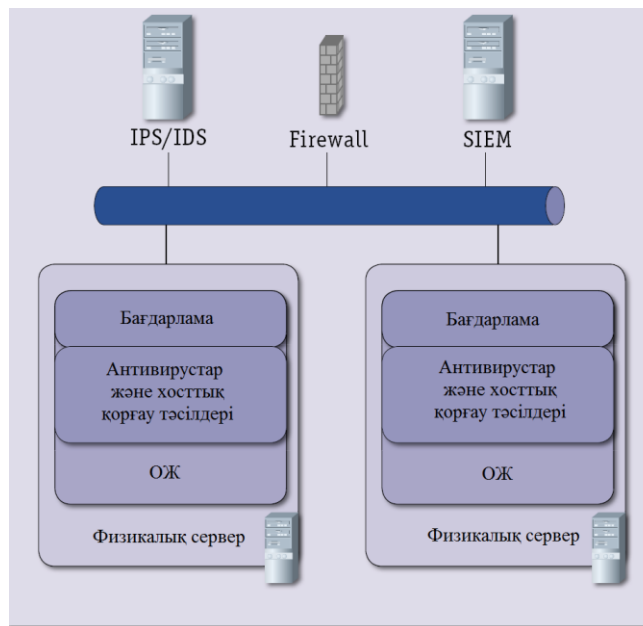 IPS/IDS
Firewall
SIEM
Бағдарлама
Антивирустар
және хосттық
қорғау тәсілдері
ОЖ
Физикалық сервер
Бағдарлама
Антивирустар
және хосттық
қорғау тәсілдері
ОЖ
Физикалық сервер